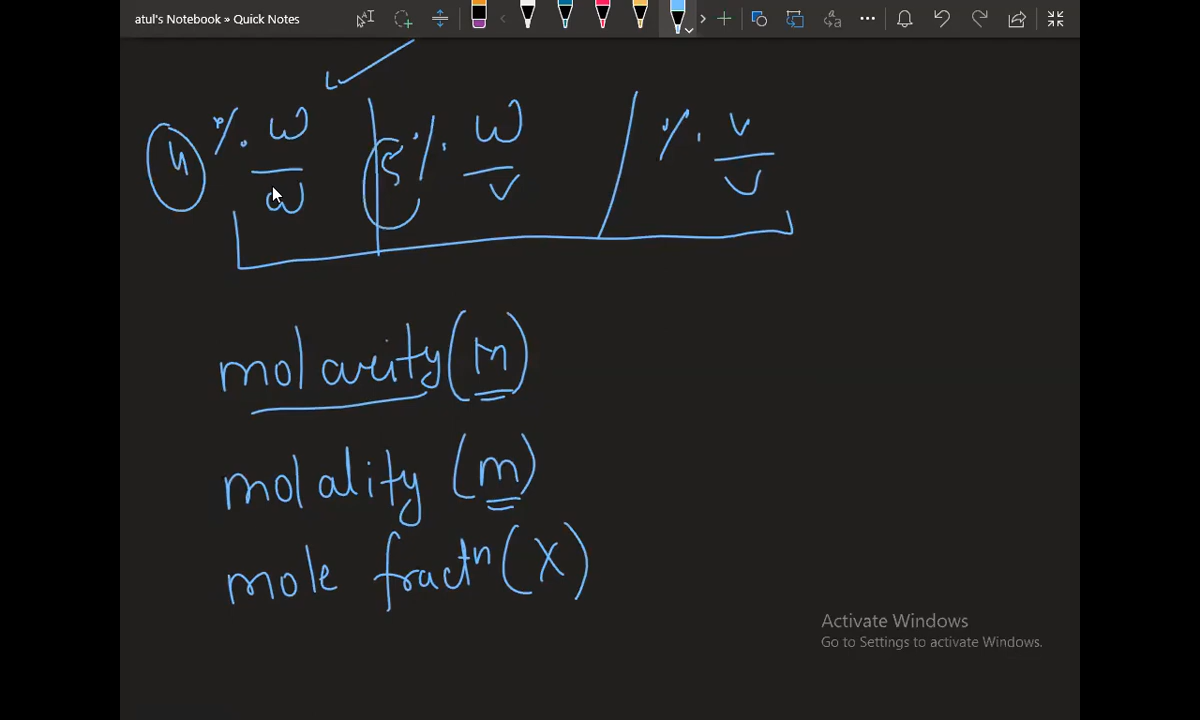 atul's Notebook » Quick Notes
4 % w/w 5 % w/v % v/v
molarity (M)
molality (m)
mole fractⁿ (X)
Activate Windows
Go to Settings to activate Windows.